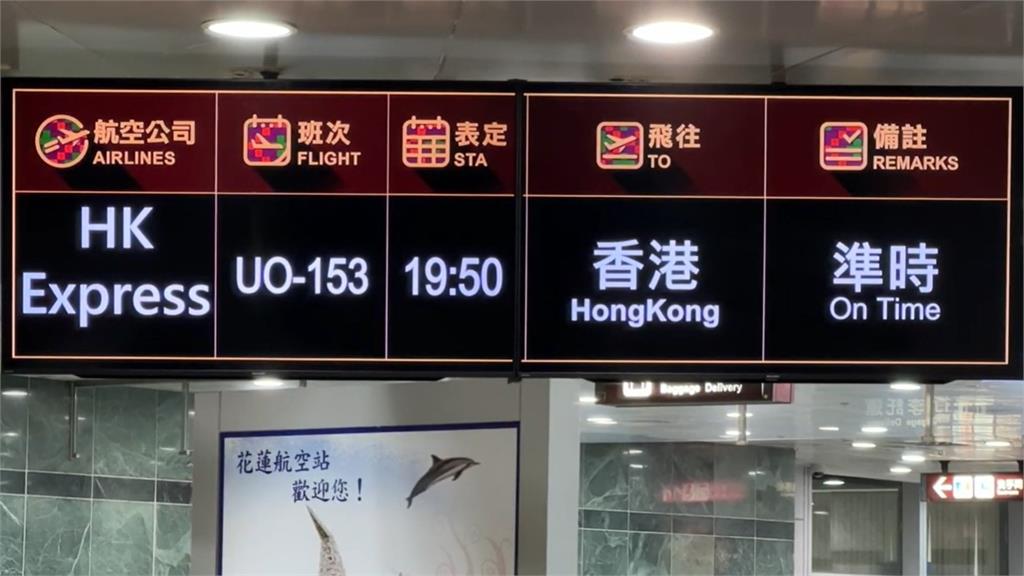 航空公司
AIRLINES
班次
FLIGHT
表定
STA
飛往
TO
備註
REMARKS
HK
Express
UO-153
19:50
香港
HongKong
準時
On Time
Baggage Delivery
花蓮航空站
歡迎您！